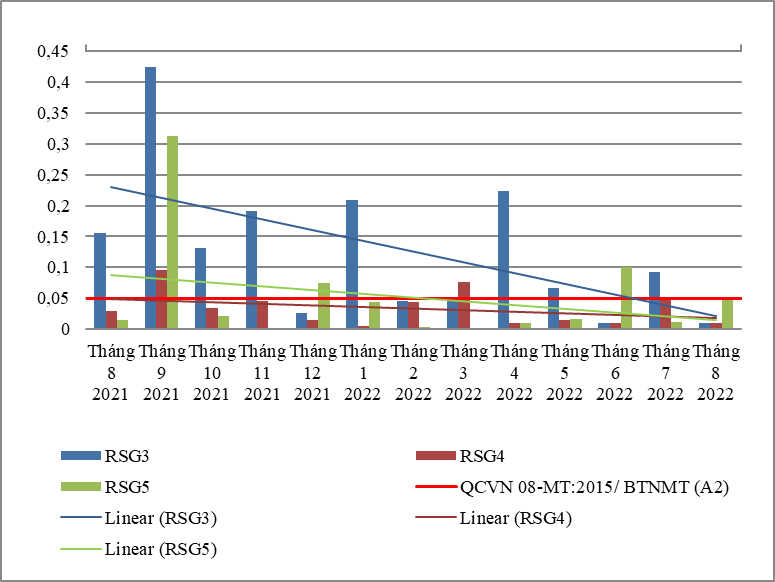 0,45
0,4
0,35
0,3
0,25
0,2
0,15
0,1
0,05
0
Tháng 8 2021
Tháng 9 2021
Tháng 10 2021
Tháng 11 2021
Tháng 12 2021
Tháng 1 2022
Tháng 2 2022
Tháng 3 2022
Tháng 4 2022
Tháng 5 2022
Tháng 6 2022
Tháng 7 2022
Tháng 8 2022
RSG3
RSG4
RSG5
QCVN 08-MT:2015/ BTNMT (A2)
Linear (RSG3)
Linear (RSG4)
Linear (RSG5)